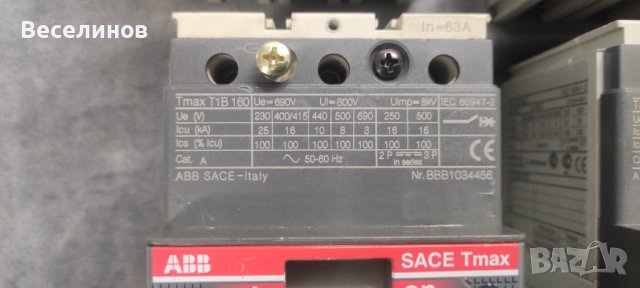 Веселинов
In=63A
Tmax T1B 160 Ue=690V Ui=800V Uimp=8kV IEC 60947-2
Ue (V) 230 400/415 440 500 690 250 500
Icu (kA) 25 16 10 8 3 16 16
Ics (% Icu) 100 100 100 100 100 100 100
Cat. A ~ 50-60 Hz 2 P 3 P
in series
CE
ABB SACE-Italy Nr. BBB1034456
ABB SACE Tmax
on
bazar